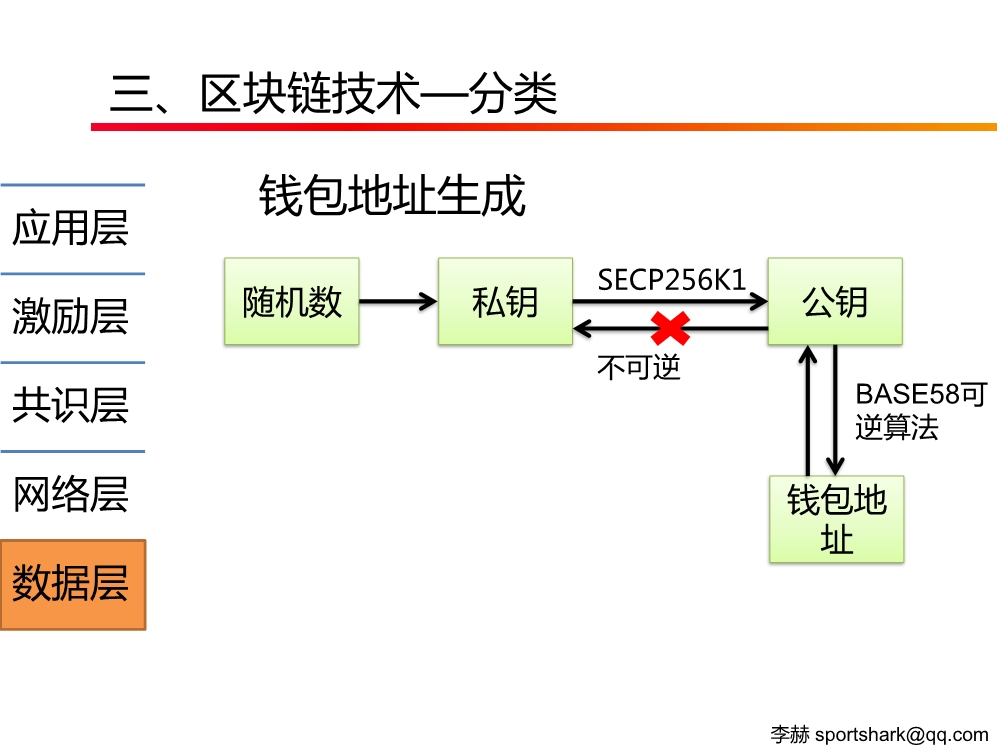 三、区块链技术—分类
钱包地址生成
应用层
激励层
共识层
网络层
数据层
随机数
私钥
SECP256K1
不可逆
公钥
BASE58可
逆算法
钱包地
址
李赫 sportshark@qq.com